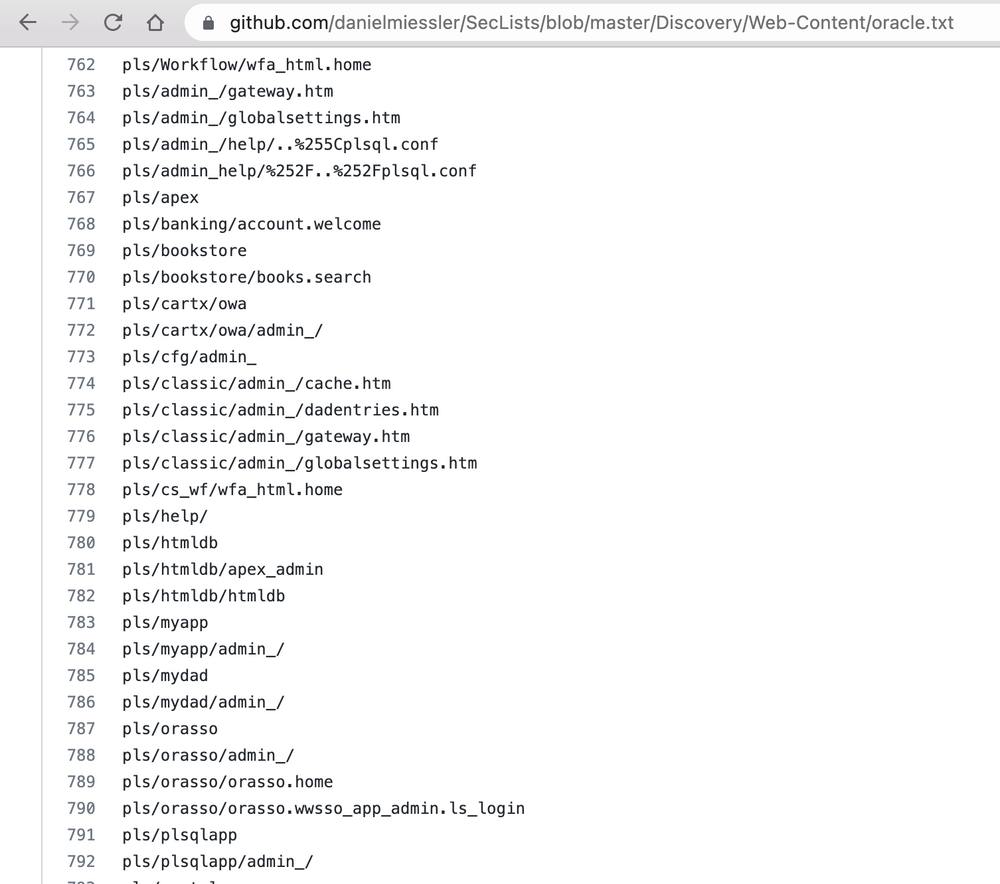 github.com/danielmiessler/SecLists/blob/master/Discovery/Web-Content/oracle.txt
762 pls/Workflow/wfa_html.home
763 pls/admin_/gateway.htm
764 pls/admin_/globalsettings.htm
765 pls/admin_/help/..%255Cplsql.conf
766 pls/admin_help/%252F..%252Fplsql.conf
767 pls/apex
768 pls/banking/account.welcome
769 pls/bookstore
770 pls/bookstore/books.search
771 pls/cartx/owa
772 pls/cartx/owa/admin_/
773 pls/cfg/admin_
774 pls/classic/admin_/cache.htm
775 pls/classic/admin_/dadentries.htm
776 pls/classic/admin_/gateway.htm
777 pls/classic/admin_/globalsettings.htm
778 pls/cs_wf/wfa_html.home
779 pls/help/
780 pls/htmldb
781 pls/htmldb/apex_admin
782 pls/htmldb/htmldb
783 pls/myapp
784 pls/myapp/admin_/
785 pls/mydad
786 pls/mydad/admin_/
787 pls/orasso
788 pls/orasso/admin_/
789 pls/orasso/orasso.home
790 pls/orasso/orasso.wwsso_app_admin.ls_login
791 pls/plsqlapp
792 pls/plsqlapp/admin_/